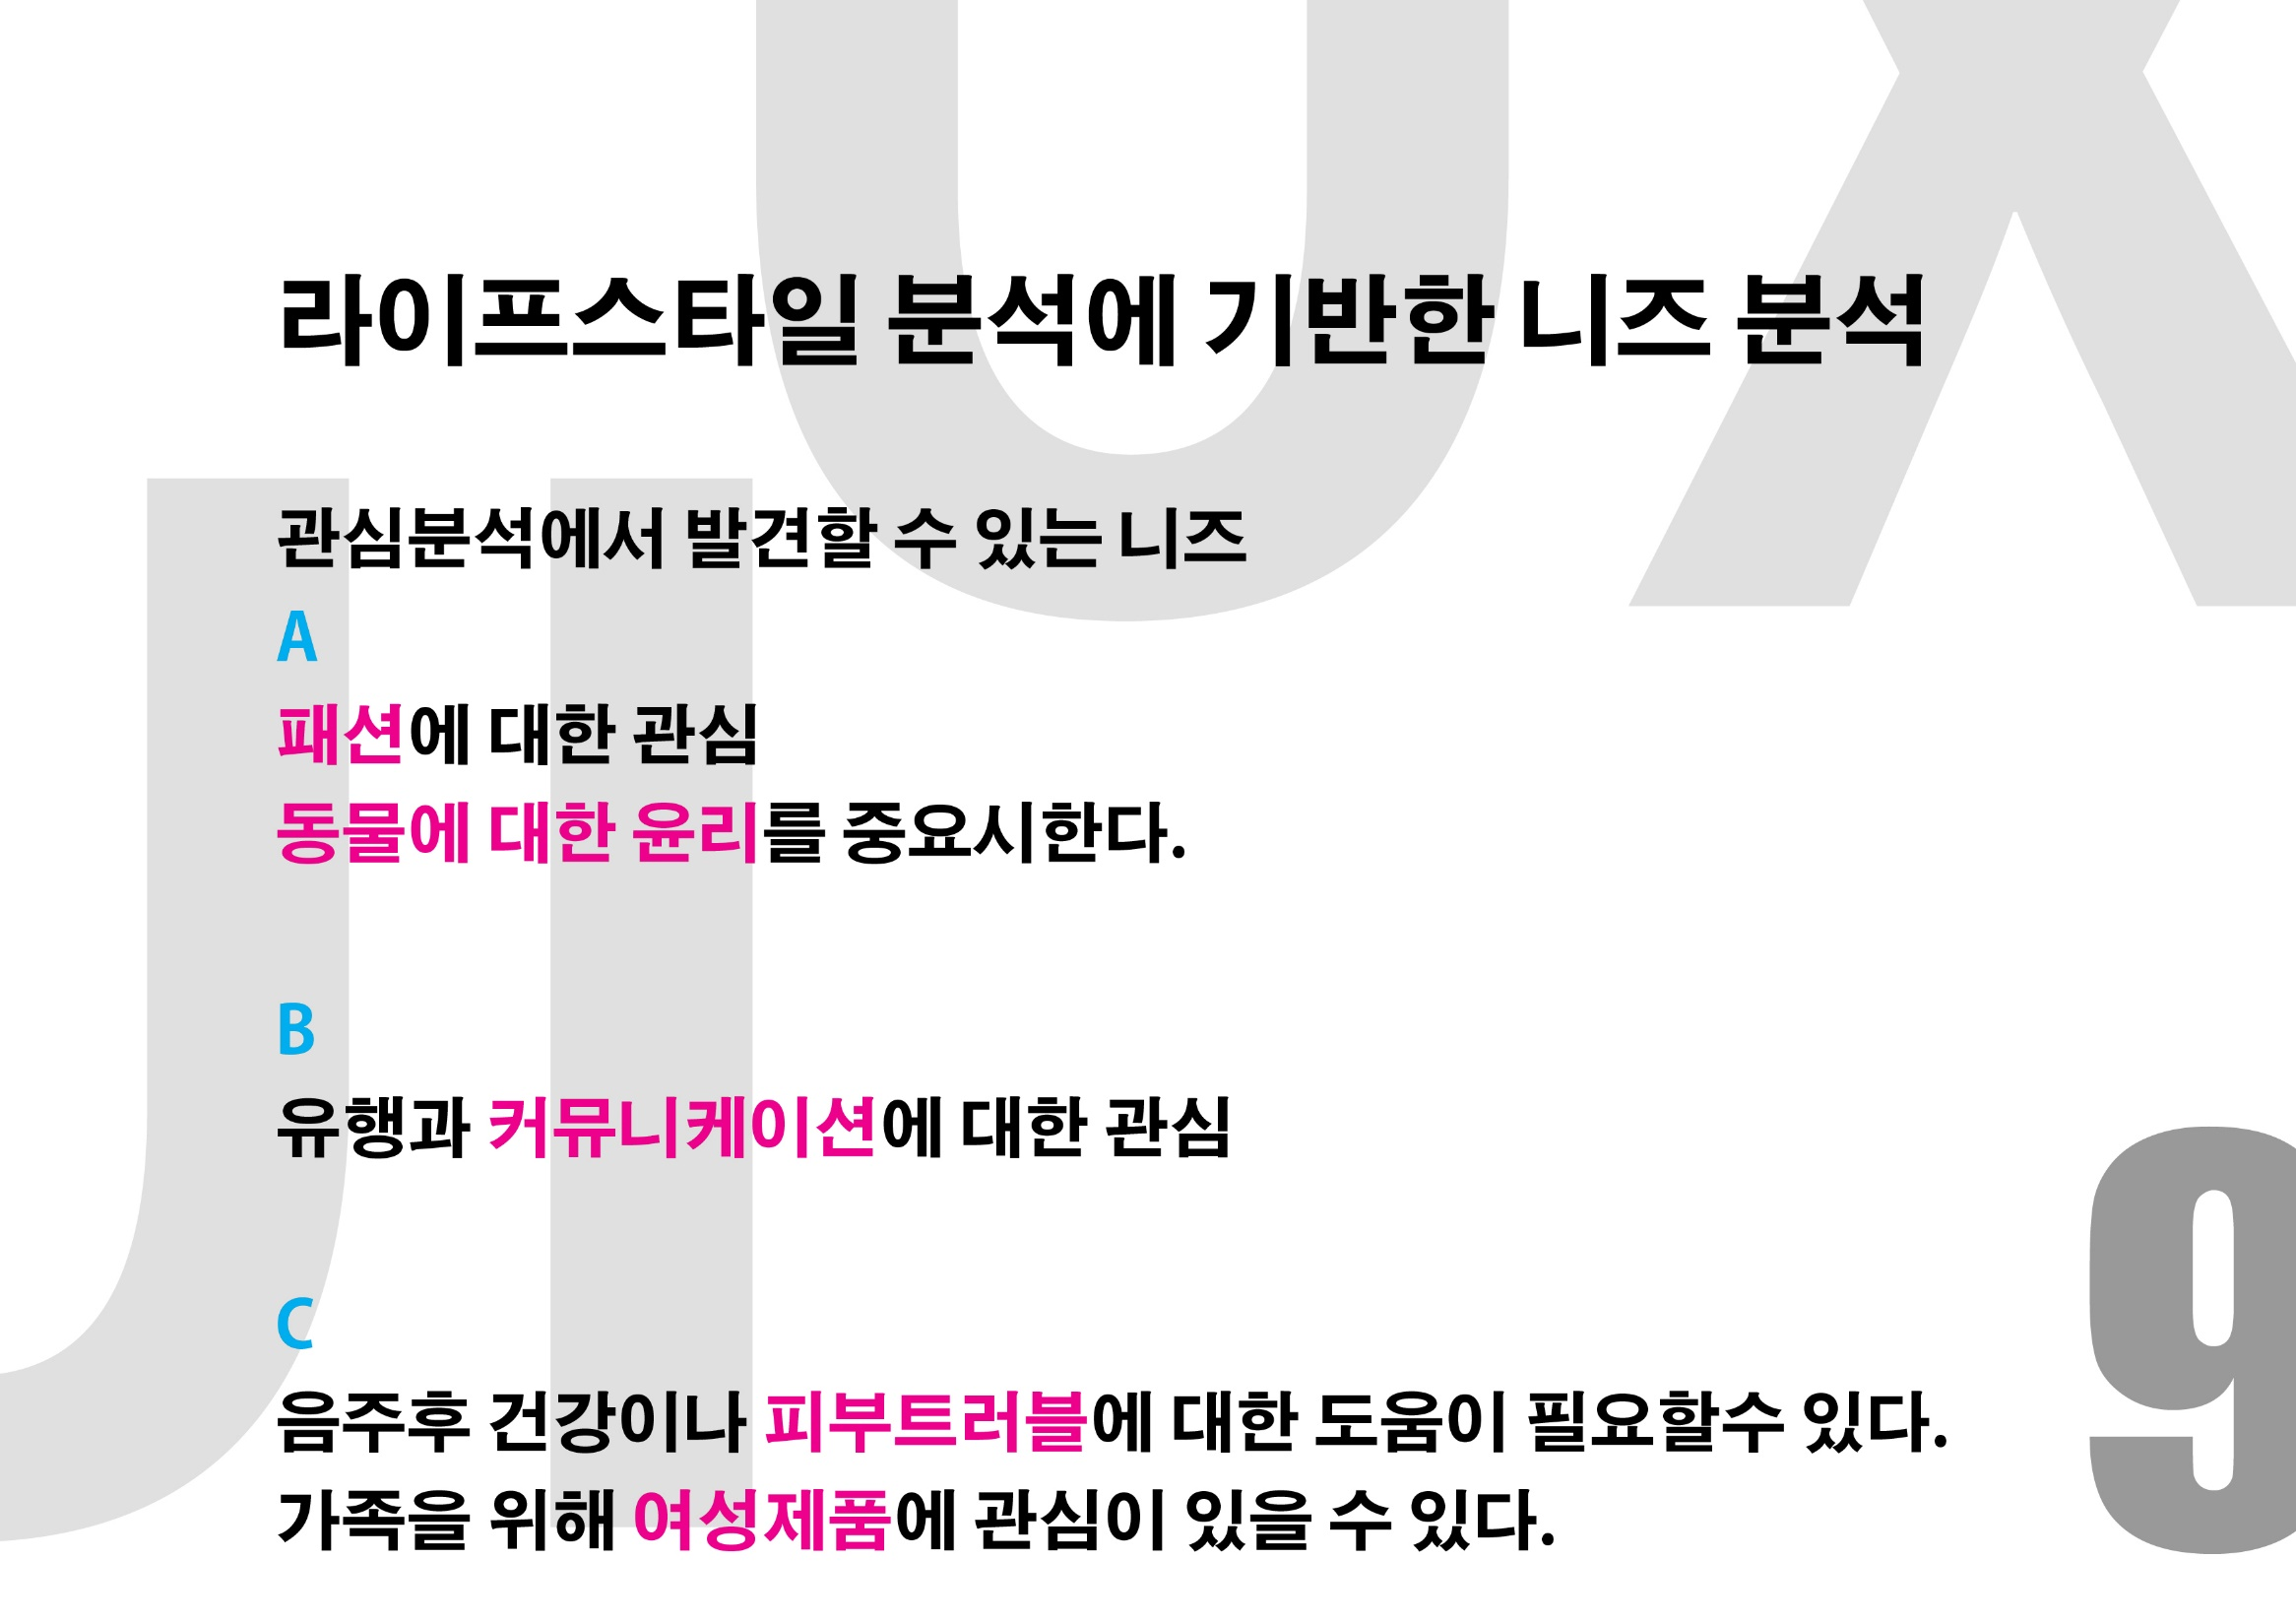 라이프스타일 분석에 기반한 니즈 분석
관심분석에서 발견할 수 있는 니즈
A
패션에 대한 관심
동물에 대한 윤리를 중요시한다.
B
유행과 커뮤니케이션에 대한 관심
C
음주후 건강이나 피부트러블에 대한 도움이 필요할수 있다.
가족을 위해 여성제품에 관심이 있을 수 있다.
9
UX
JI